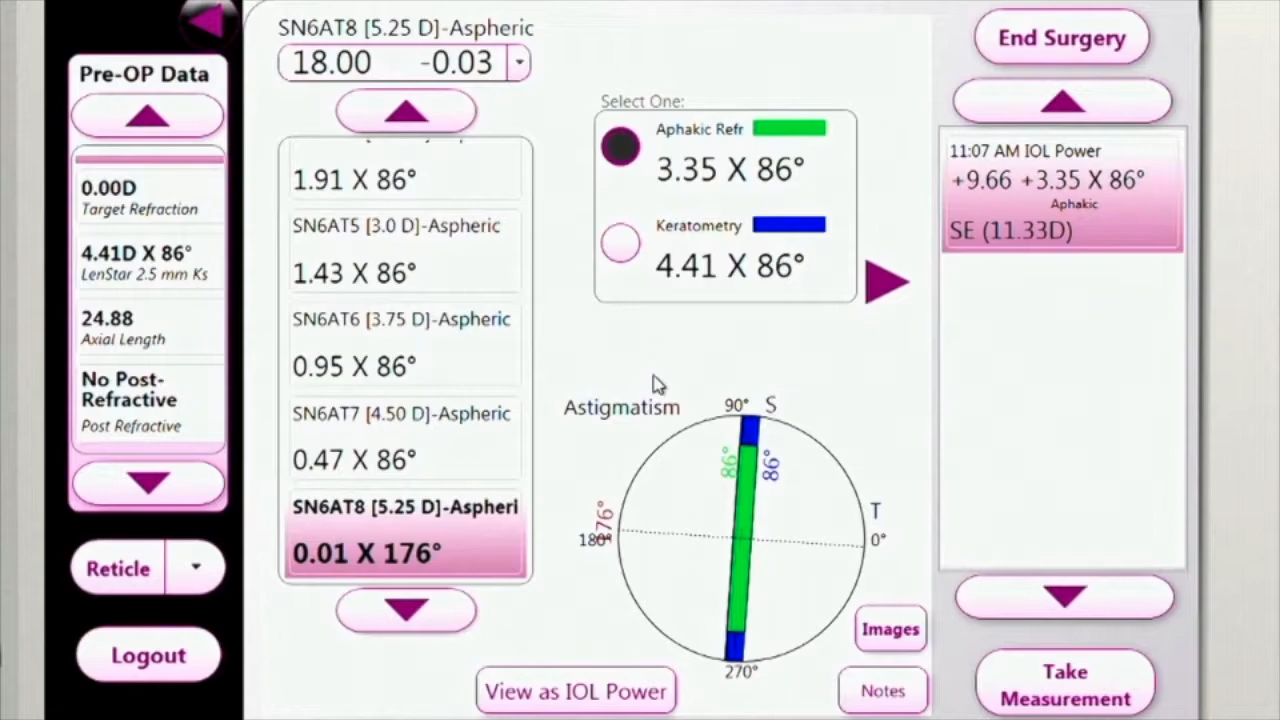 Pre-OP Data
0.00D
Target Refraction
4.41D X 86°
LenStar 2.5 mm Ks
24.88
Axial Length
No Post-
Refractive
Post Refractive
Reticle
Logout
SN6AT8 [5.25 D]-Aspheric
18.00 -0.03
1.91 X 86°
SN6AT5 [3.0 D]-Aspheric
1.43 X 86°
SN6AT6 [3.75 D]-Aspheric
0.95 X 86°
SN6AT7 [4.50 D]-Aspheric
0.47 X 86°
SN6AT8 [5.25 D]-Aspheri
0.01 X 176°
Select One:
Aphakic Refr
3.35 X 86°
Keratometry
4.41 X 86°
Astigmatism
90° S
86° 86°
176°
T
180° 0°
270°
Images
View as IOL Power
Notes
End Surgery
11:07 AM IOL Power
+9.66 +3.35 X 86°
Aphakic
SE (11.33D)
Take
Measurement